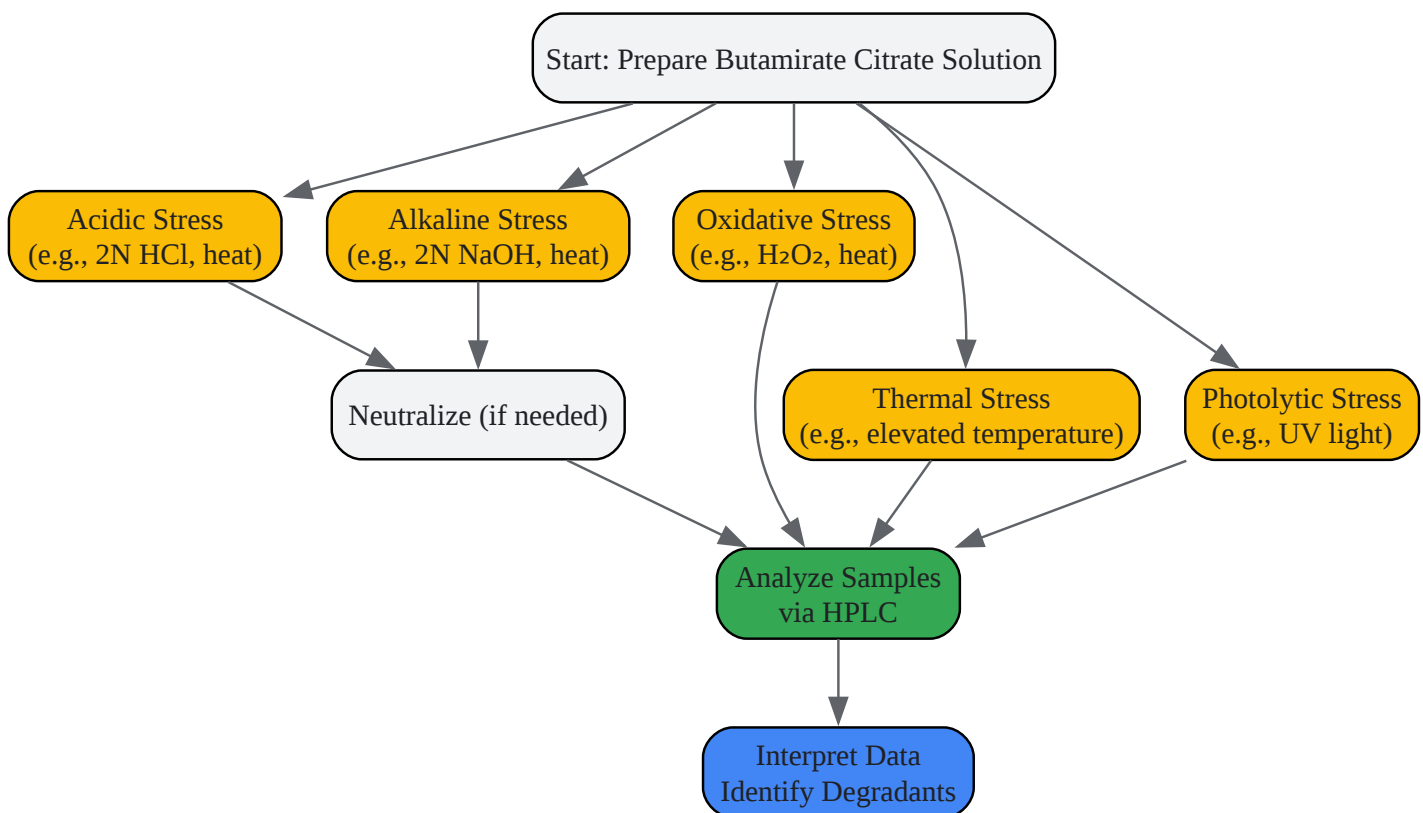 Start: Prepare Butamirate Citrate Solution
Acidic Stress
(e.g., 2N HCl, heat)
Alkaline Stress
(e.g., 2N NaOH, heat)
Oxidative Stress
(e.g., H₂O₂, heat)
Neutralize (if needed)
Thermal Stress
(e.g., elevated temperature)
Photolytic Stress
(e.g., UV light)
Analyze Samples
via HPLC
Interpret Data
Identify Degradants